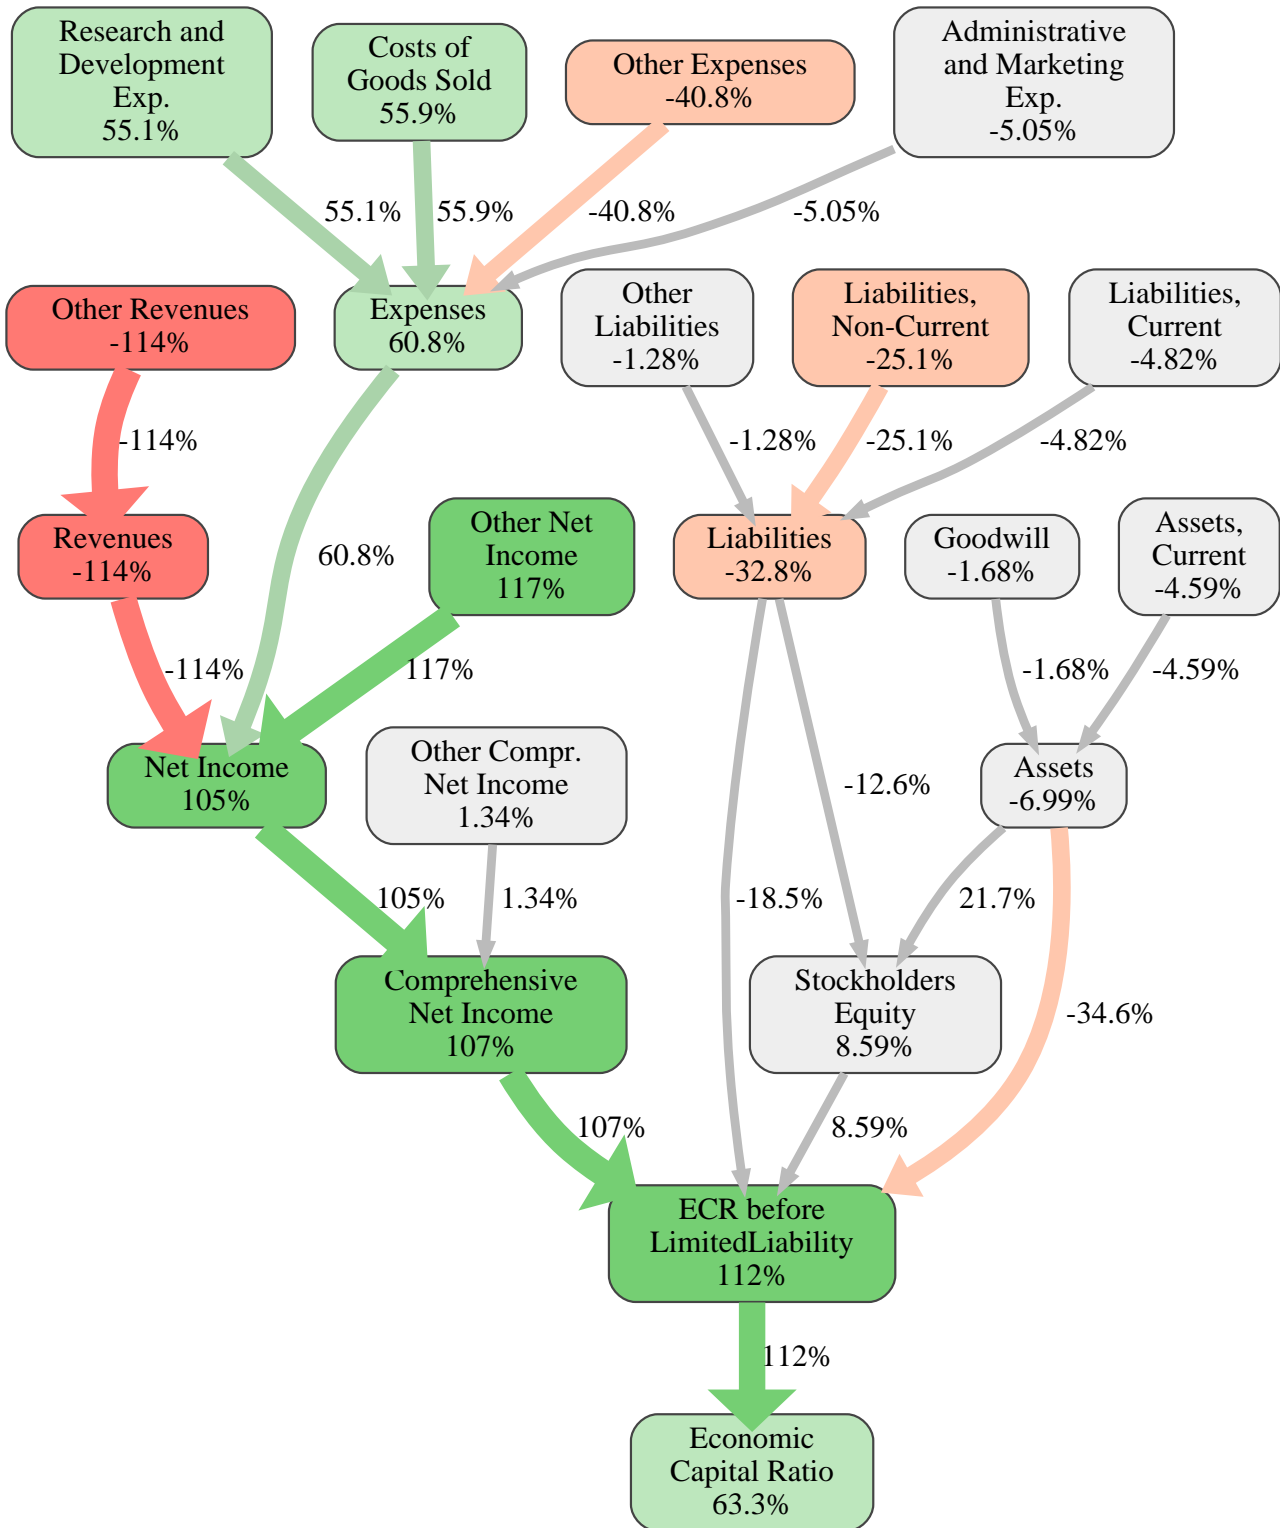 Research and
Development
Exp.
55.1%
Costs of
Goods Sold
55.9%
Other Expenses
-40.8%
Administrative
and Marketing
Exp.
-5.05%
55.1%
55.9%
-40.8%
-5.05%
Other Revenues
-114%
Expenses
60.8%
Other
Liabilities
-1.28%
Liabilities,
Non-Current
-25.1%
Liabilities,
Current
-4.82%
-114%
-1.28%
-25.1%
-4.82%
Revenues
-114%
60.8%
Other Net
Income
117%
Liabilities
-32.8%
Goodwill
-1.68%
Assets,
Current
-4.59%
-114%
117%
-1.68%
-4.59%
Net Income
105%
Other Compr.
Net Income
1.34%
-12.6%
Assets
-6.99%
105%
1.34%
-18.5%
21.7%
Comprehensive
Net Income
107%
Stockholders
Equity
8.59%
-34.6%
107%
8.59%
ECR before
LimitedLiability
112%
112%
Economic
Capital Ratio
63.3%